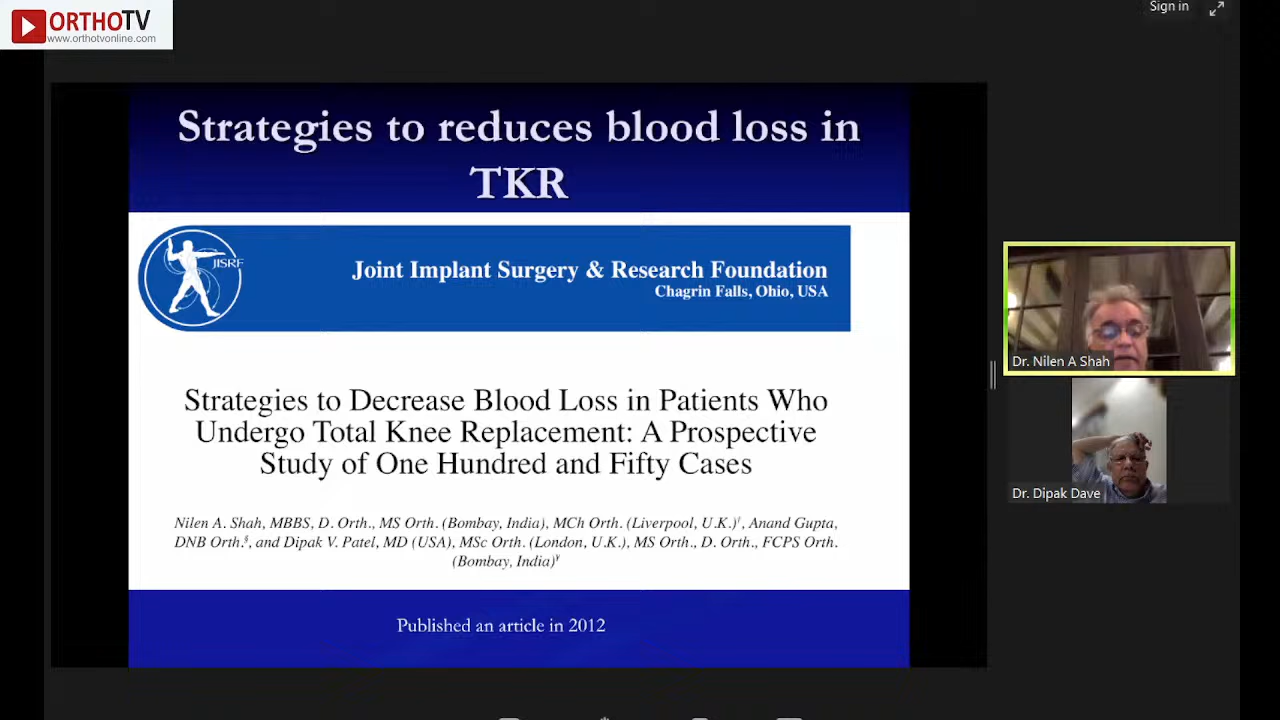 ORTHOTV
www.orthotvonline.com
Sign in
Strategies to reduces blood loss in
TKR
JISRF
Joint Implant Surgery & Research Foundation
Chagrin Falls, Ohio, USA
Strategies to Decrease Blood Loss in Patients Who
Undergo Total Knee Replacement: A Prospective
Study of One Hundred and Fifty Cases
Nilen A. Shah, MBBS, D. Orth., MS Orth. (Bombay, India), MCh Orth. (Liverpool, U.K.)†, Anand Gupta,
DNB Orth.§, and Dipak V. Patel, MD (USA), MSc Orth. (London, U.K.), MS Orth., D. Orth., FCPS Orth.
(Bombay, India)¥
Published an article in 2012
Dr. Nilen A Shah
Dr. Dipak Dave